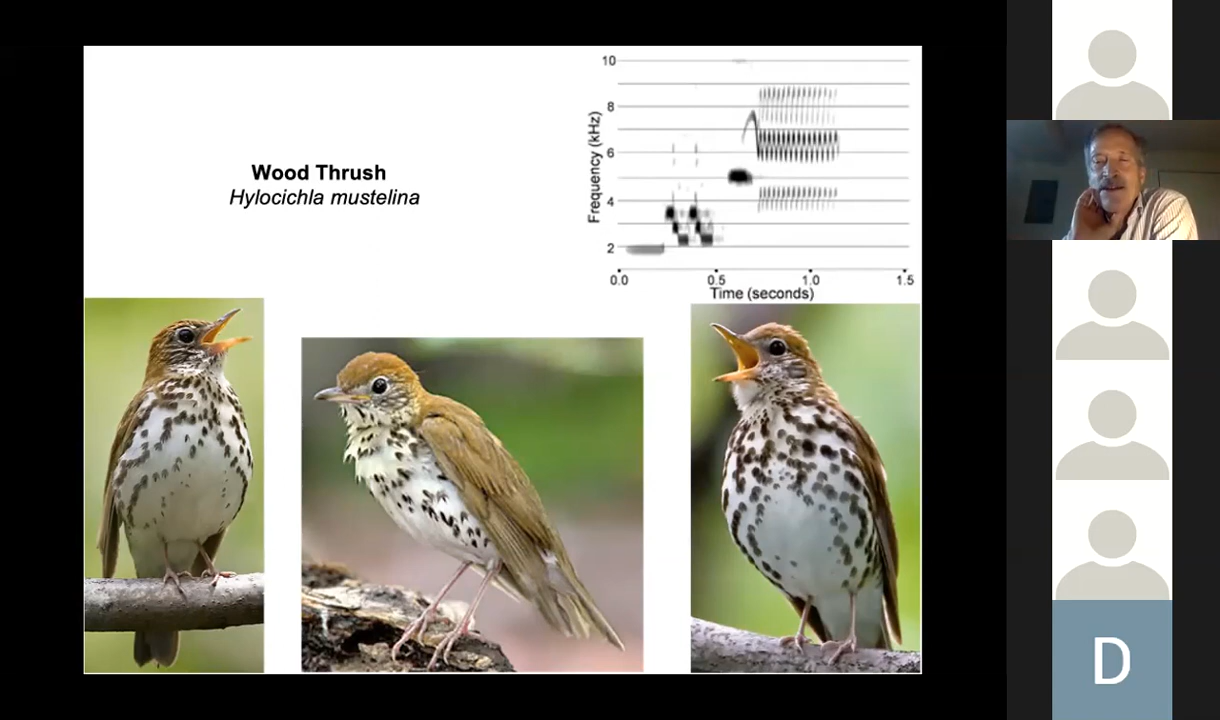 Wood Thrush
Hylocichla mustelina
Frequency (kHz)
10
8
6
4
2
0.0 0.5 1.0 1.5
Time (seconds)
D